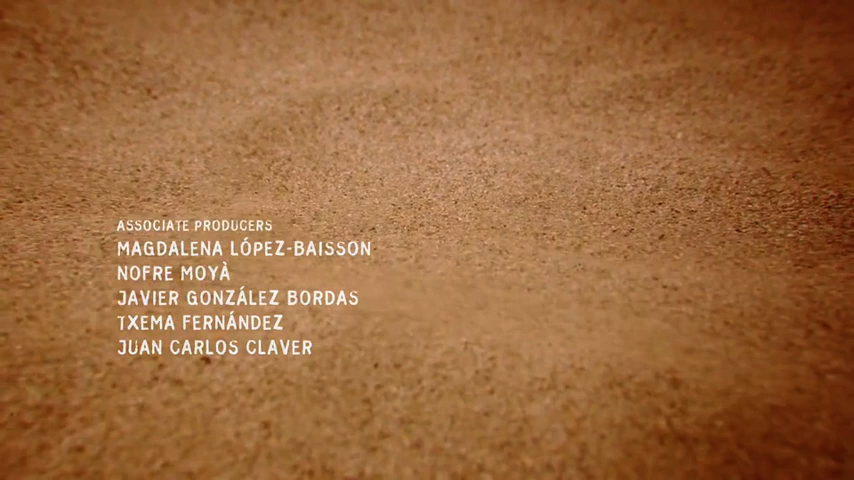 ASSOCIATE PRODUCERS
MAGDALENA LÓPEZ-BAISSON
NOFRE MOYÀ
JAVIER GONZÁLEZ BORDAS
TXEMA FERNÁNDEZ
JUAN CARLOS CLAVER